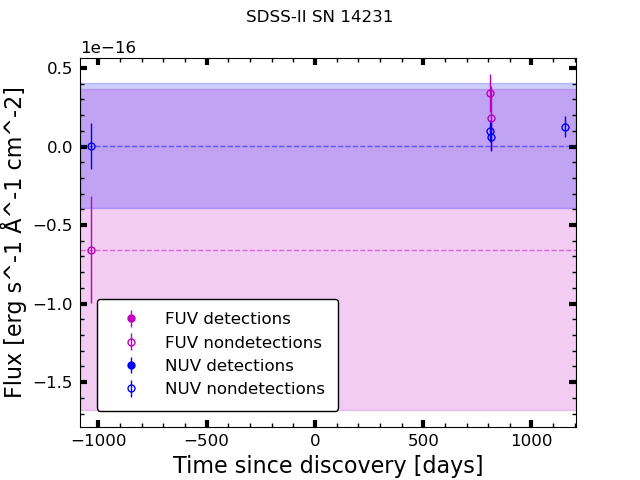 SDSS-II SN 14231
1e−16
0.5
0.0
−0.5
−1.0
−1.5
Flux [erg s^-1 Å^-1 cm^-2]
FUV detections
FUV nondetections
NUV detections
NUV nondetections
−1000 −500 0 500 1000
Time since discovery [days]